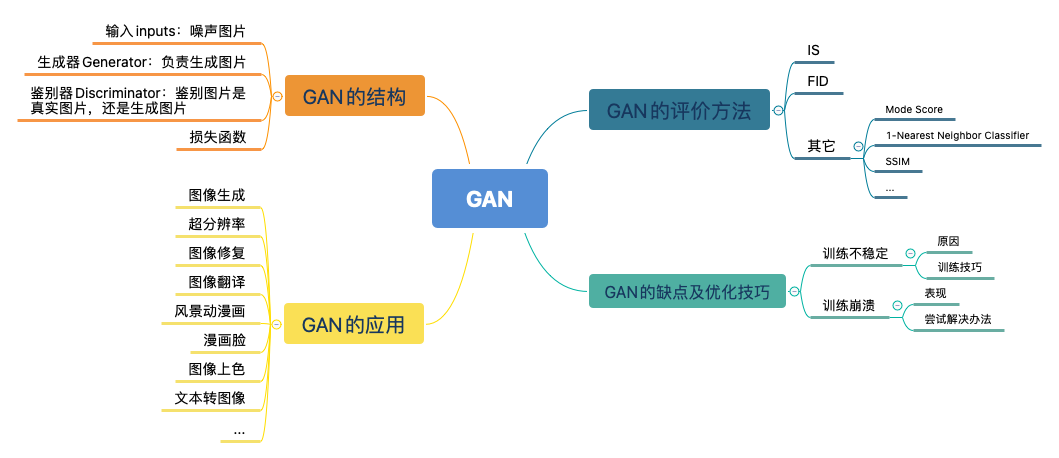 GAN
GAN的结构
输入inputs：噪声图片
生成器Generator：负责生成图片
鉴别器Discriminator：鉴别图片是
真实图片，还是生成图片
损失函数
GAN的应用
图像生成
超分辨率
图像修复
图像翻译
风景动漫画
漫画脸
图像上色
文本转图像
...
GAN的评价方法
IS
FID
其它
Mode Score
1-Nearest Neighbor Classifier
SSIM
...
GAN的缺点及优化技巧
训练不稳定
原因
训练技巧
训练崩溃
表现
尝试解决办法